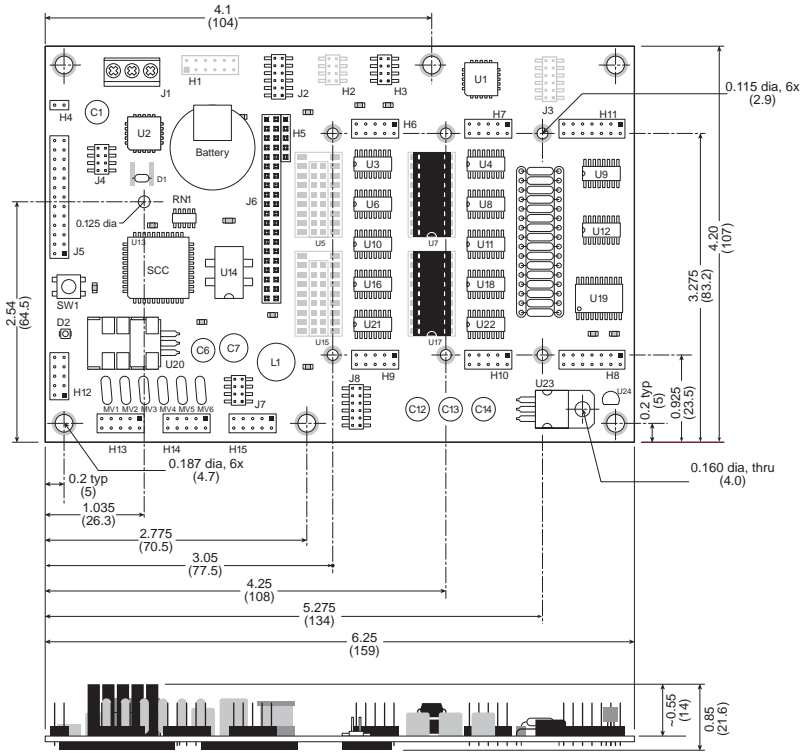 4.1
(104)
J1
H1
J2
H2
H3
U1
J3
0.115 dia, 6x
(2.9)
H4
C1
U2
Battery
H5
H6
H7
H11
J4
D1
U3
U4
U9
0.125 dia
RN1
J6
U6
U5
U8
U7
U12
J5
U13
SCC
U14
U10
U11
4.20
(107)
3.275
(83.2)
2.54
(64.5)
SW1
U16
U18
U19
D2
U20
C6
C7
L1
U21
U15
U22
U17
H12
J7
J8
H9
H10
H8
U23
U24
MV1 MV2 MV3 MV4 MV5 MV6
C12
C13
C14
0.2 typ
(5)
0.925
(23.5)
H13
H14
H15
0.187 dia, 6x
(4.7)
0.160 dia, thru
(4.0)
0.2 typ
(5)
1.035
(26.3)
2.775
(70.5)
3.05
(77.5)
4.25
(108)
5.275
(134)
6.25
(159)
~0.55
(14)
0.85
(21.6)